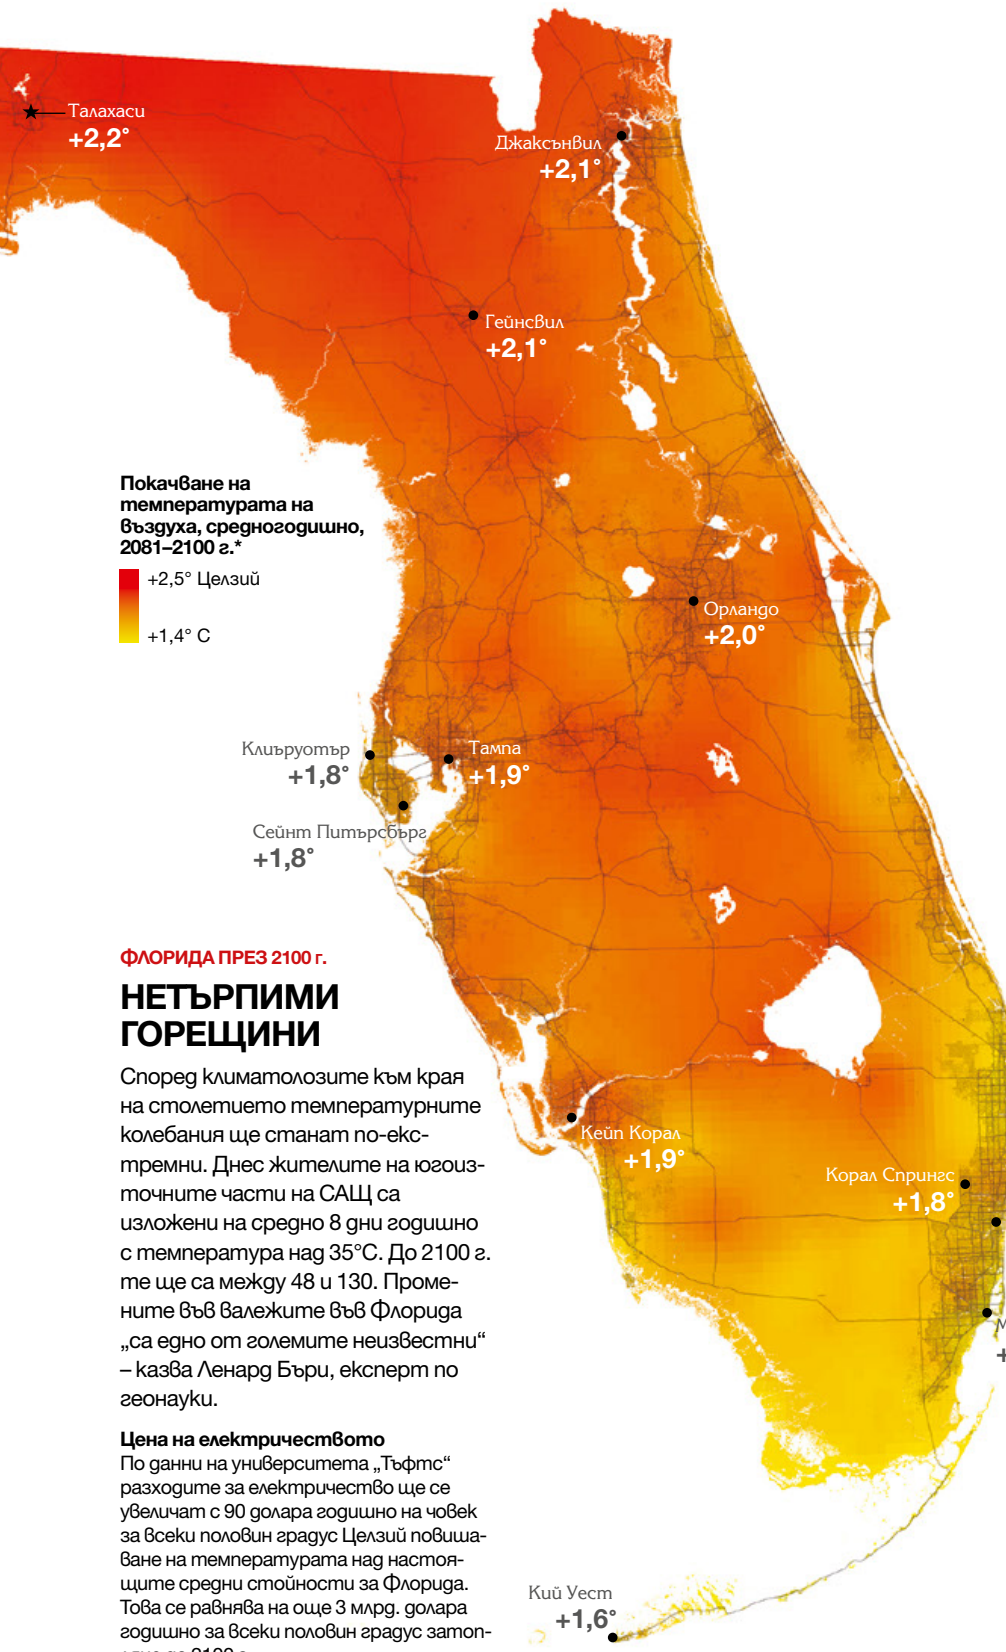 Талахаси
+2,2°
Джаксънвил
+2,1°
Гейнсвил
+2,1°
Покачване на
температурата на
въздуха, средногодишно,
2081–2100 г.*
+2,5° Целзий
+1,4° C
Орландо
+2,0°
Клиъруотър
+1,8°
Тампа
+1,9°
Сейнт Питърсбърг
+1,8°
ФЛОРИДА ПРЕЗ 2100 г.
НЕТЪРПИМИ
ГОРЕЩИНИ
Според климатолозите към края
на столетието температурните
колебания ще станат по-екс-
тремни. Днес жителите на югоиз-
точните части на САЩ са
изложени на средно 8 дни годишно
с температура над 35°C. До 2100 г.
те ще са между 48 и 130. Проме-
ните във валежите във Флорида
„са едно от големите неизвестни“
– казва Ленард Бъри, експерт по
геонауки.
Цена на електричеството
По данни на университета „Тъфтс“
разходите за електричество ще се
увеличат с 90 долара годишно на човек
за всеки половин градус Целзий повиша-
ване на температурата над настоя-
щите средни стойности за Флорида.
Това се равнява на още 3 млрд. долара
годишно за всеки половин градус затоп-
Кейп Корал
+1,9°
Корал Спрингс
+1,8°
М
+
Кий Уест
+1,6°